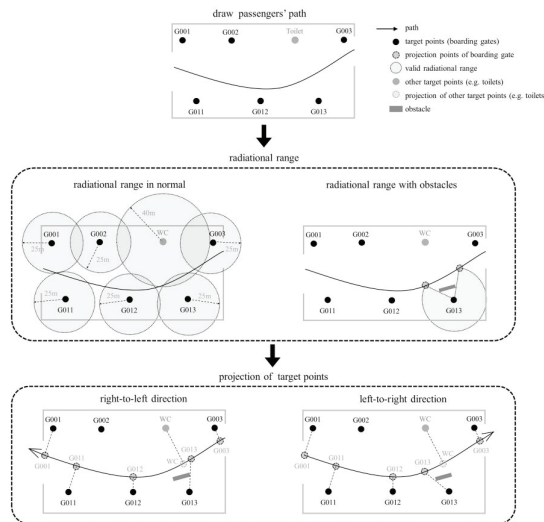 draw passengers' path
G001 G002 Toilet G003
G011 G012 G013
path
target points (boarding gates)
projection points of boarding gate
valid radiational range
other target points (e.g. toilets)
projection of other target points (e.g. toilets
obstacle
radiational range
radiational range in normal
40m
G001 G002 WC G003
25m 25m 25m
25m 25m 25m
G011 G012 G013
radiational range with obstacles
G001 G002 WC G003
G011 G012 G013
projection of target points
right-to-left direction
G001 G002 WC G003
G013 G003
G001 G011 G012 WC
G011 G012 G013
left-to-right direction
G001 G002 WC G003
G003
G001 G011 G012 G013 WC
G011 G012 G013